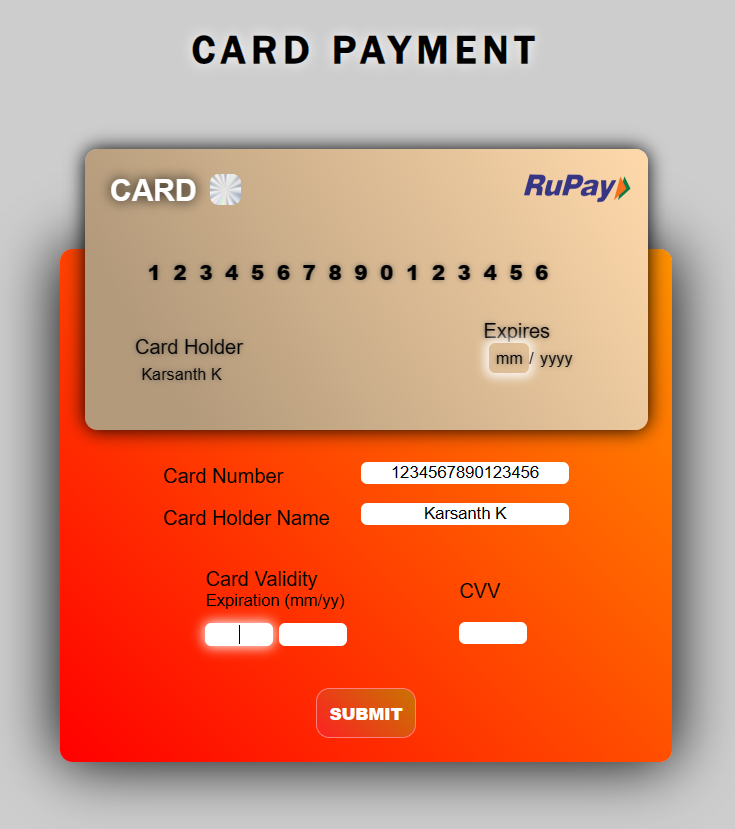 CARD PAYMENT
CARD RuPay
1 2 3 4 5 6 7 8 9 0 1 2 3 4 5 6
Card Holder
Karsanth K
Expires
mm / yyyy
Card Number 1234567890123456
Card Holder Name Karsanth K
Card Validity
Expiration (mm/yy)
CVV
SUBMIT